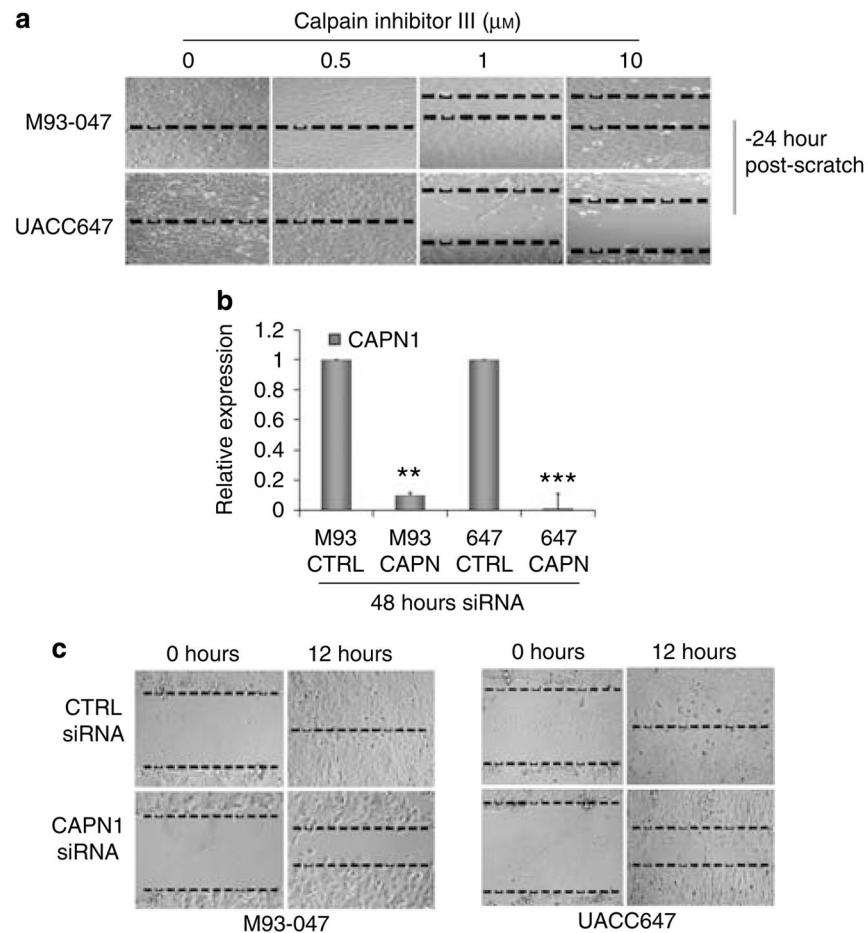 a
Calpain inhibitor III (μM)
0 0.5 1 10
M93-047
UACC647
-24 hour
post-scratch
b
Relative expression
CAPN1
1.2
1
0.8
0.6
0.4
0.2
0
**
***
M93
CTRL
M93
CAPN
647
CTRL
647
CAPN
48 hours siRNA
c
0 hours 12 hours 0 hours 12 hours
CTRL
siRNA
CAPN1
siRNA
M93-047 UACC647